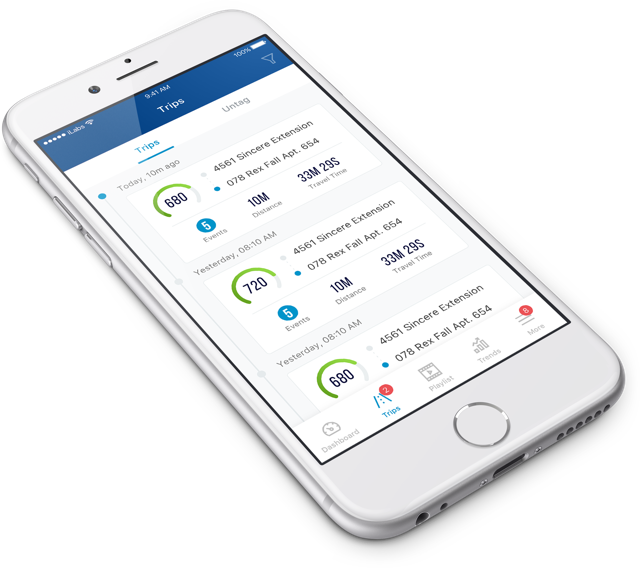 iLabs
9:41 AM
100%
Trips
Trips
Untag
Today, 10m ago
680
4561 Sincere Extension
078 Rex Fall Apt. 654
5
Events
10M
Distance
33M 29S
Travel Time
Yesterday, 08:10 AM
720
4561 Sincere Extension
078 Rex Fall Apt. 654
5
Events
10M
Distance
33M 29S
Travel Time
Yesterday, 08:10 AM
680
4561 Sincere Extension
078 Rex Fall Apt. 654
Dashboard
2
Trips
Playlist
Trends
8
More